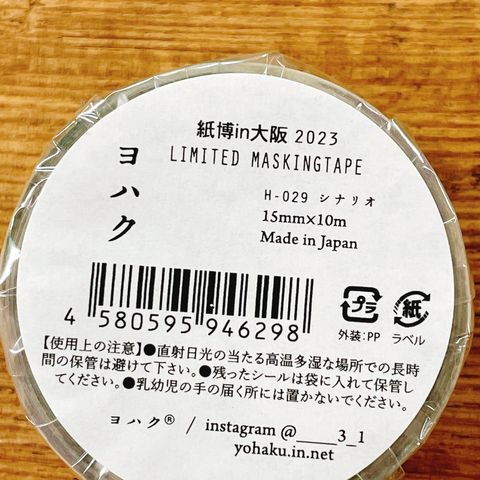 紙博in大阪 2023
LIMITED MASKINGTAPE
ヨハク
H-029 シナリオ
15mm×10m
Made in Japan
4 580595 946298
プラ 紙
外装:PP ラベル
【使用上の注意】●直射日光の当たる高温多湿な場所での長時
間の保管は避けて下さい。●残ったシールは袋に入れて保管し
てください。●乳幼児の手の届く所には置かないでください。
ヨハク® / instagram @____3_1
yohaku.in.net